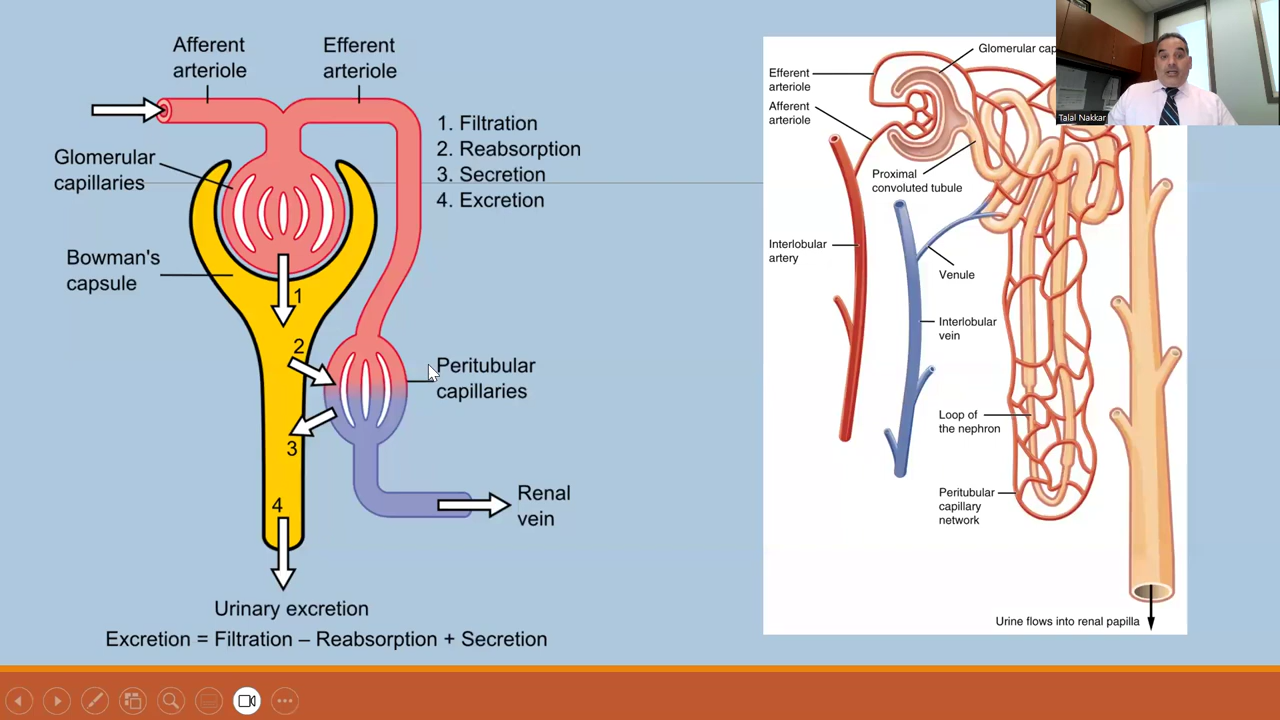 Afferent
arteriole
Efferent
arteriole
1. Filtration
2. Reabsorption
3. Secretion
4. Excretion
Glomerular
capillaries
Bowman's
capsule
1
2
3
4
Peritubular
capillaries
Renal
vein
Urinary excretion
Excretion = Filtration – Reabsorption + Secretion
Glomerular cap
Efferent
arteriole
Afferent
arteriole
Proximal
convoluted tubule
Interlobular
artery
Venule
Interlobular
vein
Loop of
the nephron
Peritubular
capillary
network
Urine flows into renal papilla
Talal Nakkar